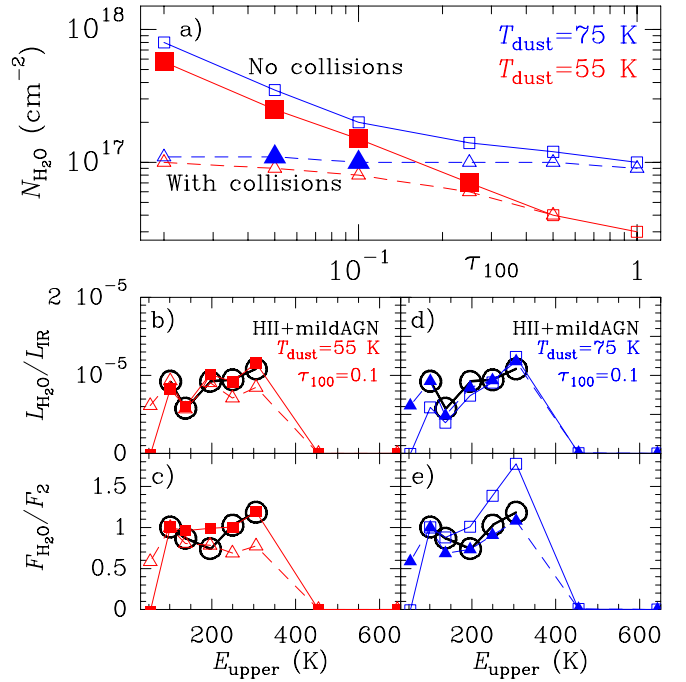 10^18
a)
T_dust=75 K
T_dust=55 K
No collisions
N_H2O (cm^-2)
10^17
With collisions
10^-1
τ_100
1
2 10^-5
b)
HII+mildAGN
T_dust=55 K
τ_100=0.1
d)
HII+mildAGN
T_dust=75 K
τ_100=0.1
L_H2O/L_IR
10^-5
0
c)
e)
F_H2O/F_2
1.5
1
0.5
0
200
400
600
200
400
600
E_upper (K)
E_upper (K)